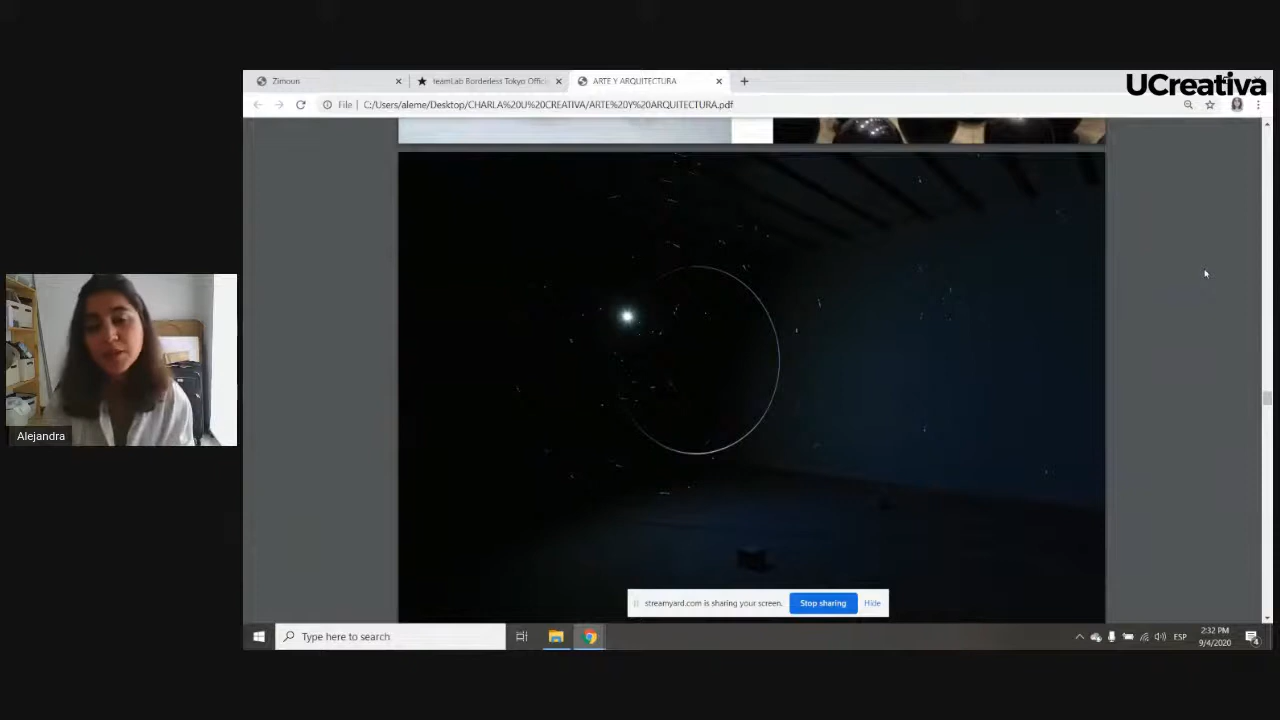 UCreativa
Zimoun
teamLab Borderless Tokyo Offic
ARTE Y ARQUITECTURA
File
C:/Users/aleme/Desktop/CHARLA%20U%20CREATIVA/ARTE%20Y%20ARQUITECTURA.pdf
Alejandra
streamyard.com is sharing your screen.
Stop sharing
Hide
Type here to search
ESP
2:32 PM
9/4/2020
4